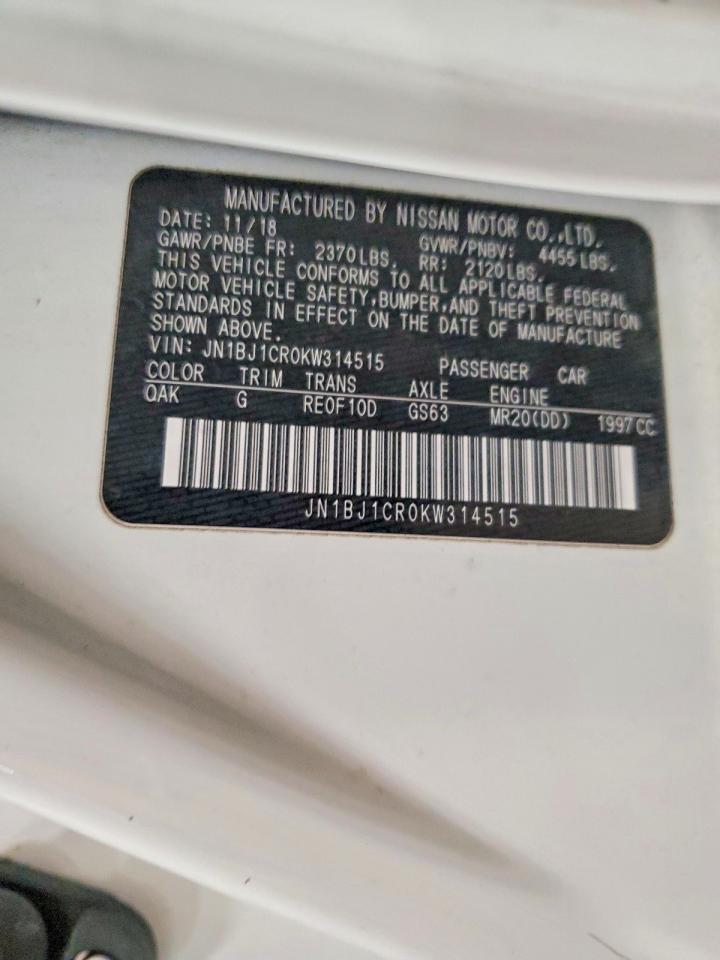 MANUFACTURED BY NISSAN MOTOR CO.,LTD.
DATE: 11/18 GVWR/PNBV: 4455LBS.
GAWR/PNBE FR: 2370LBS. RR: 2120LBS.
THIS VEHICLE CONFORMS TO ALL APPLICABLE FEDERAL
MOTOR VEHICLE SAFETY,BUMPER,AND THEFT PREVENTION
STANDARDS IN EFFECT ON THE DATE OF MANUFACTURE
SHOWN ABOVE.
VIN: JN1BJ1CR0KW314515 PASSENGER CAR
COLOR TRIM TRANS AXLE ENGINE
QAK G RE0F10D GS63 MR20(DD) 1997CC
JN1BJ1CR0KW314515